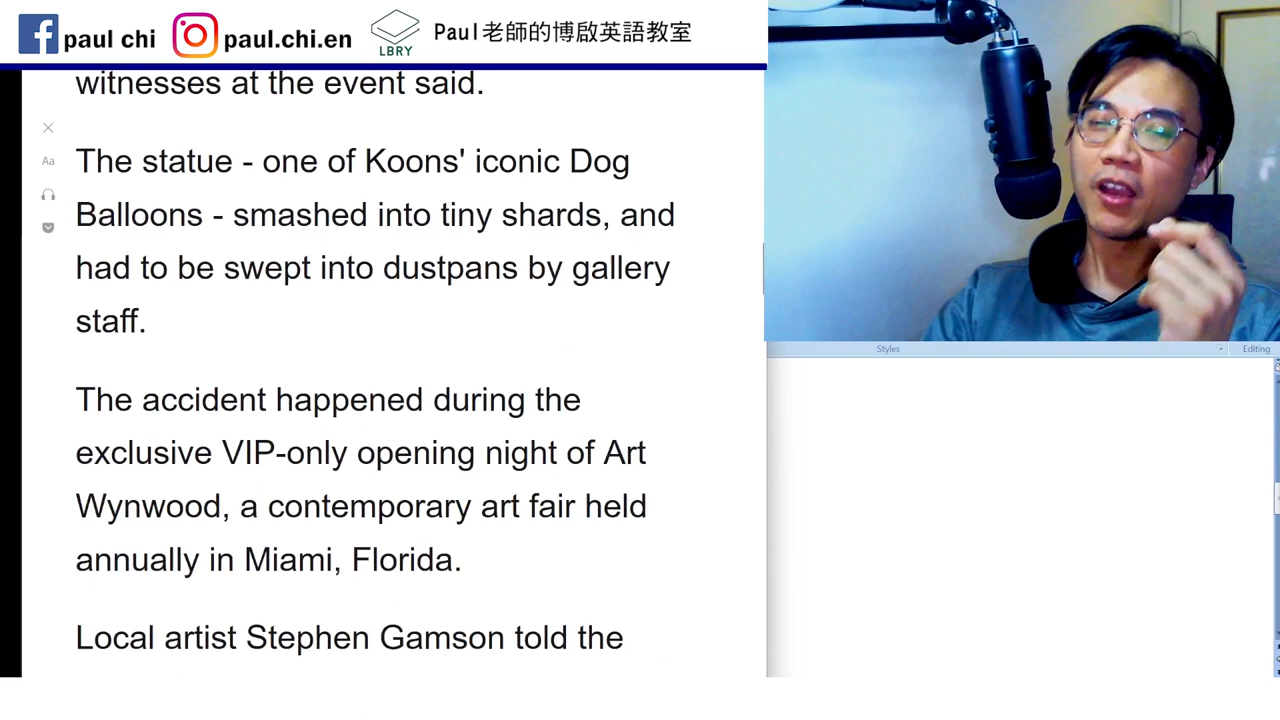 paul chi
paul.chi.en
LBRY
Paul老師的博啟英語教室
witnesses at the event said.
Aa
The statue - one of Koons' iconic Dog
Balloons - smashed into tiny shards, and
had to be swept into dustpans by gallery
staff.
Styles
Editing
The accident happened during the
exclusive VIP-only opening night of Art
Wynwood, a contemporary art fair held
annually in Miami, Florida.
Local artist Stephen Gamson told the